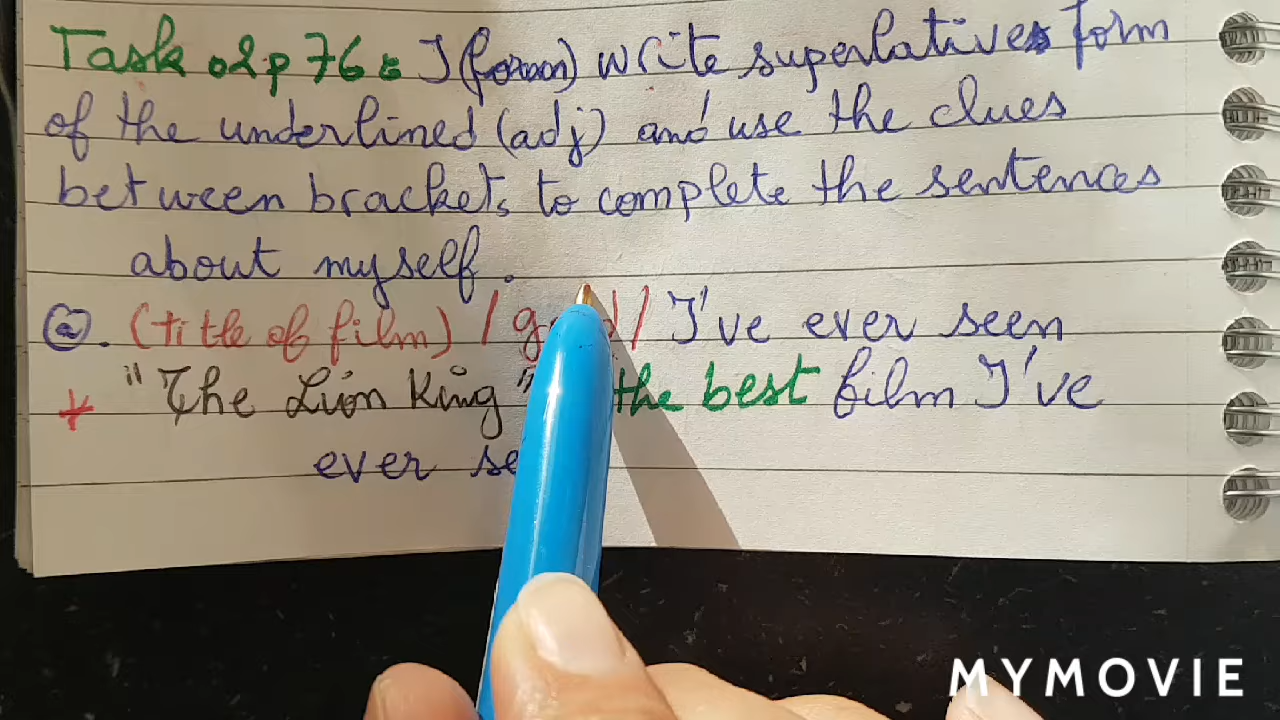 Task 02 p 76 : I write superlatives form
of the underlined (adj) and use the clues
between brackets to complete the sentences
about myself.
(a). (title of film) / I've ever seen
* "The Lion King" the best film I've
ever
MYMOVIE